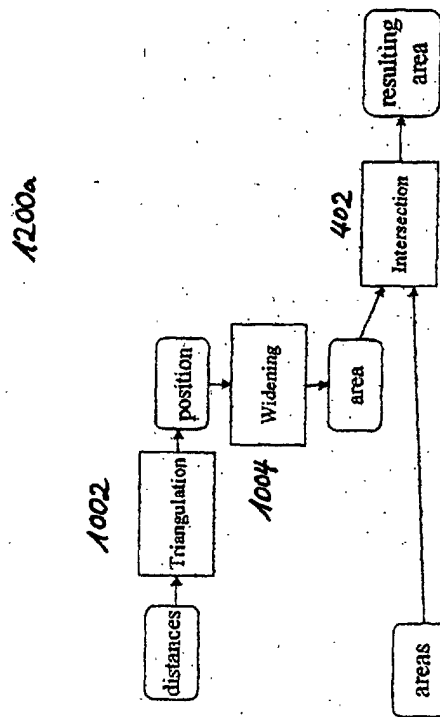 1200a
1002
1004
402
distances
Triangulation
position
Widening
area
areas
Intersection
resulting
area